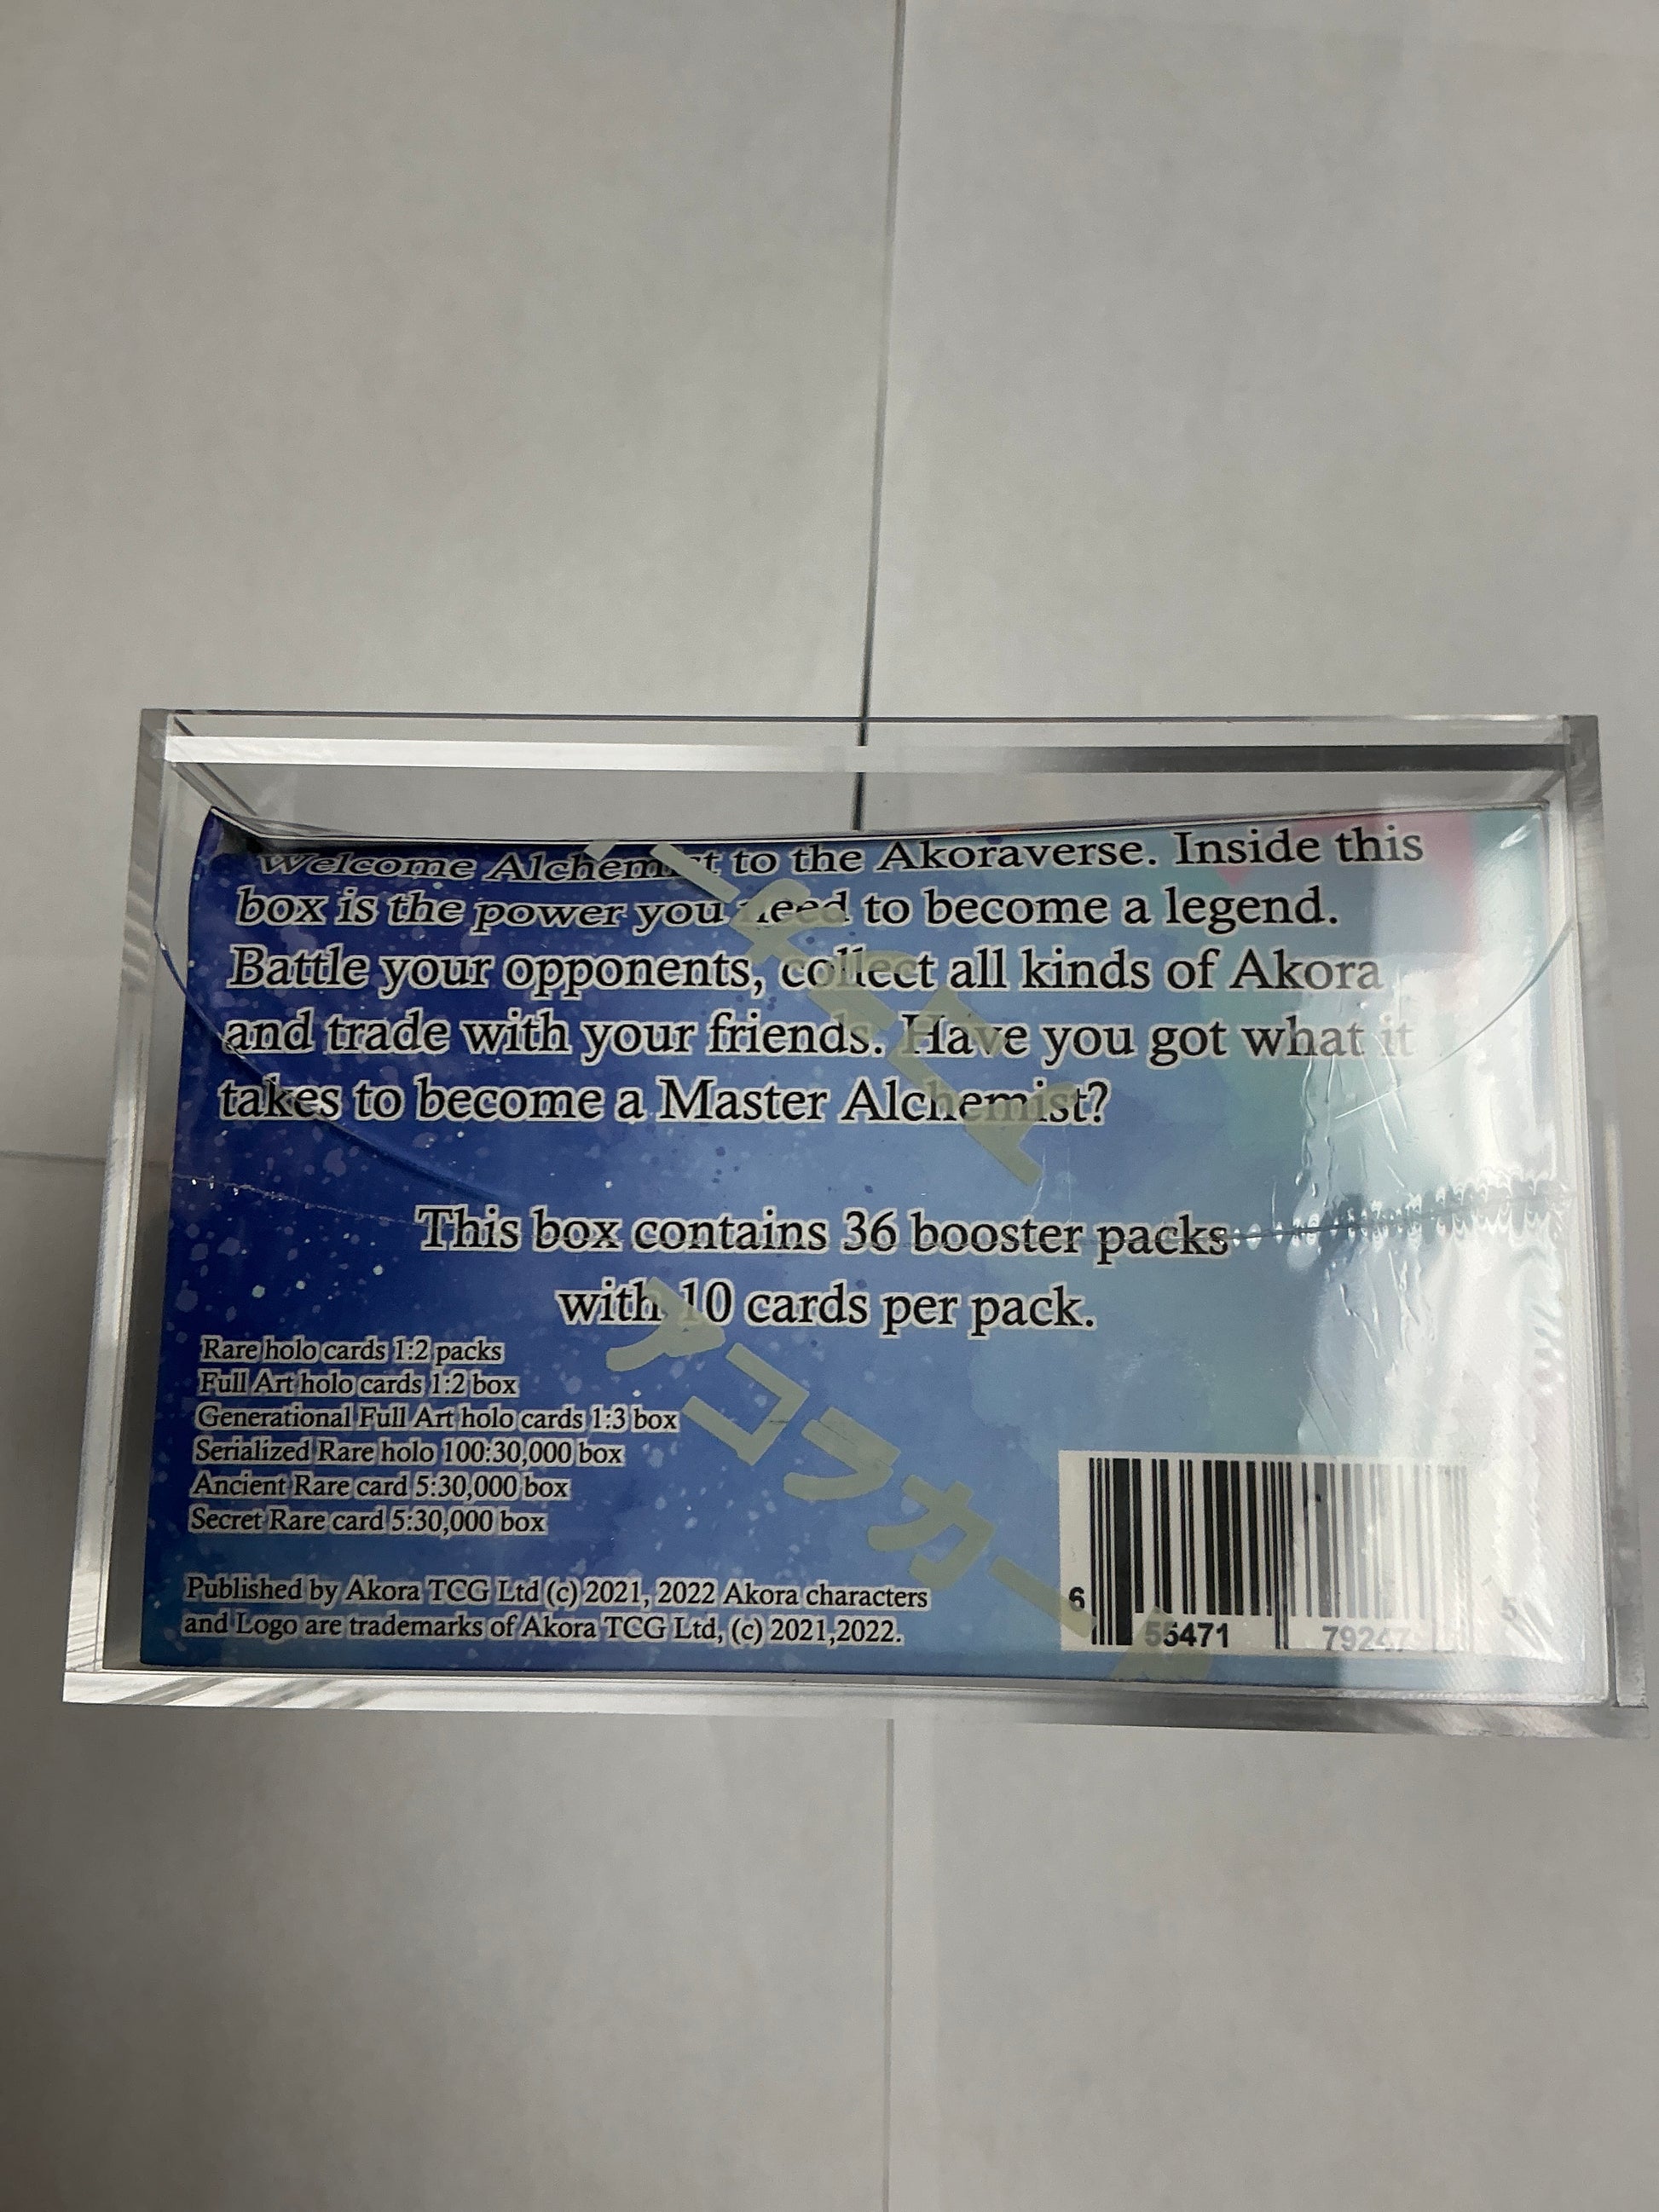 Welcome Alchemist to the Akoraverse. Inside this
box is the power you need to become a legend.
Battle your opponents, collect all kinds of Akora
and trade with your friends. Have you got what it
takes to become a Master Alchemist?
This box contains 36 booster packs
with 10 cards per pack.
Rare holo cards 1:2 packs
Full Art holo cards 1:2 box
Generational Full Art holo cards 1:3 box
Serialized Rare holo 100:30,000 box
Ancient Rare card 5:30,000 box
Secret Rare card 5:30,000 box
Published by Akora TCG Ltd (c) 2021, 2022 Akora characters
and Logo are trademarks of Akora TCG Ltd, (c) 2021,2022.
アコラカー
6 55471 79247 5